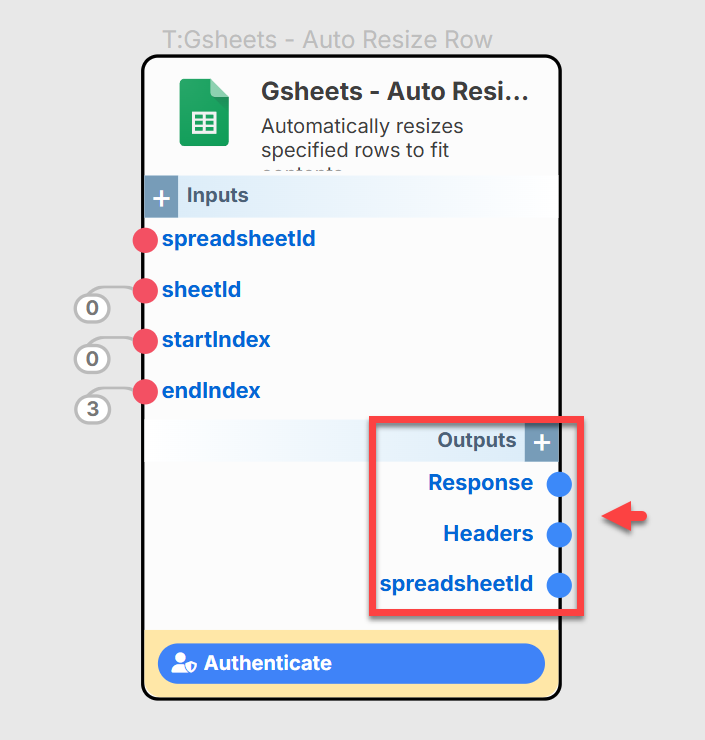 T:Gsheets - Auto Resize Row
Gsheets - Auto Resi...
Automatically resizes
specified rows to fit
+ Inputs
spreadsheetId
sheetId
0
startIndex
0
endIndex
3
Outputs +
Response
Headers
spreadsheetId
Authenticate